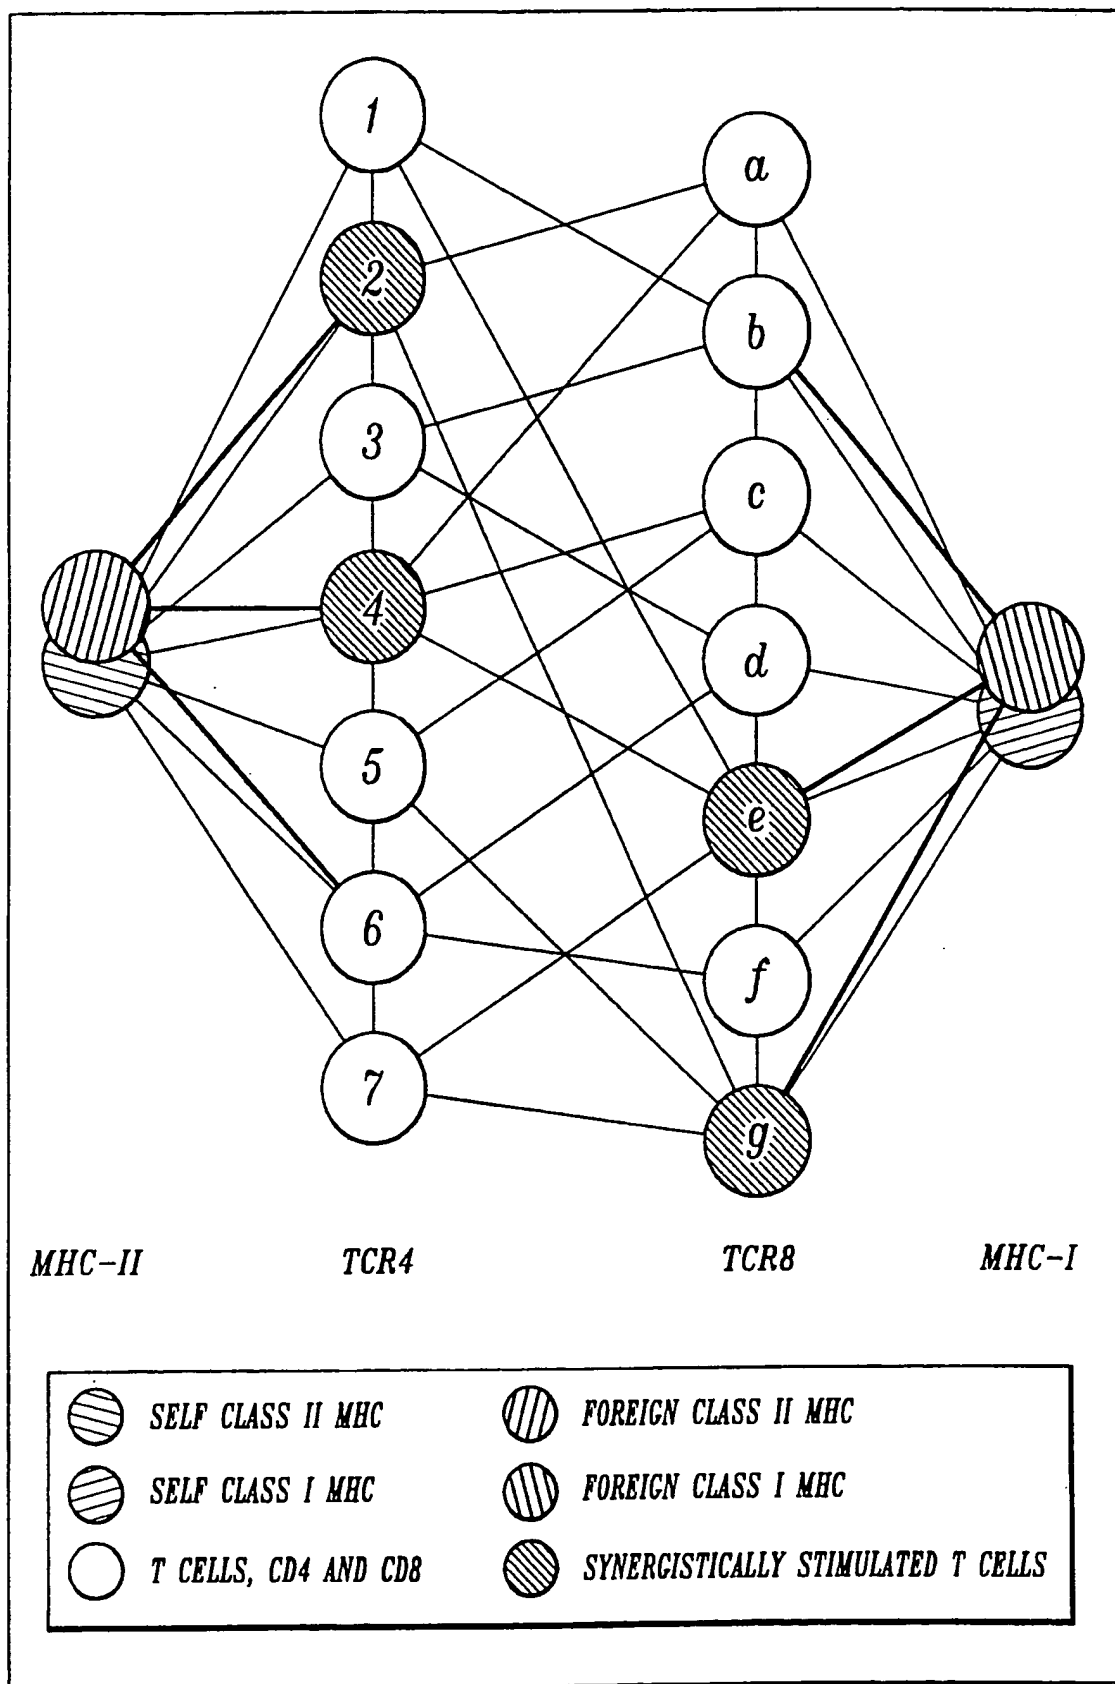 1
a
2
b
3
c
4
d
5
e
6
f
7
g
MHC-II TCR4 TCR8 MHC-I
SELF CLASS II MHC FOREIGN CLASS II MHC
SELF CLASS I MHC FOREIGN CLASS I MHC
T CELLS, CD4 AND CD8 SYNERGISTICALLY STIMULATED T CELLS